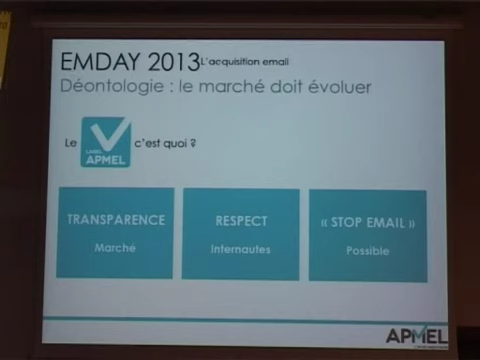 EMDAY 2013 L'acquisition email
Déontologie : le marché doit évoluer
Le LABEL APMEL c'est quoi ?
TRANSPARENCE
Marché
RESPECT
Internautes
« STOP EMAIL »
Possible
APMEL